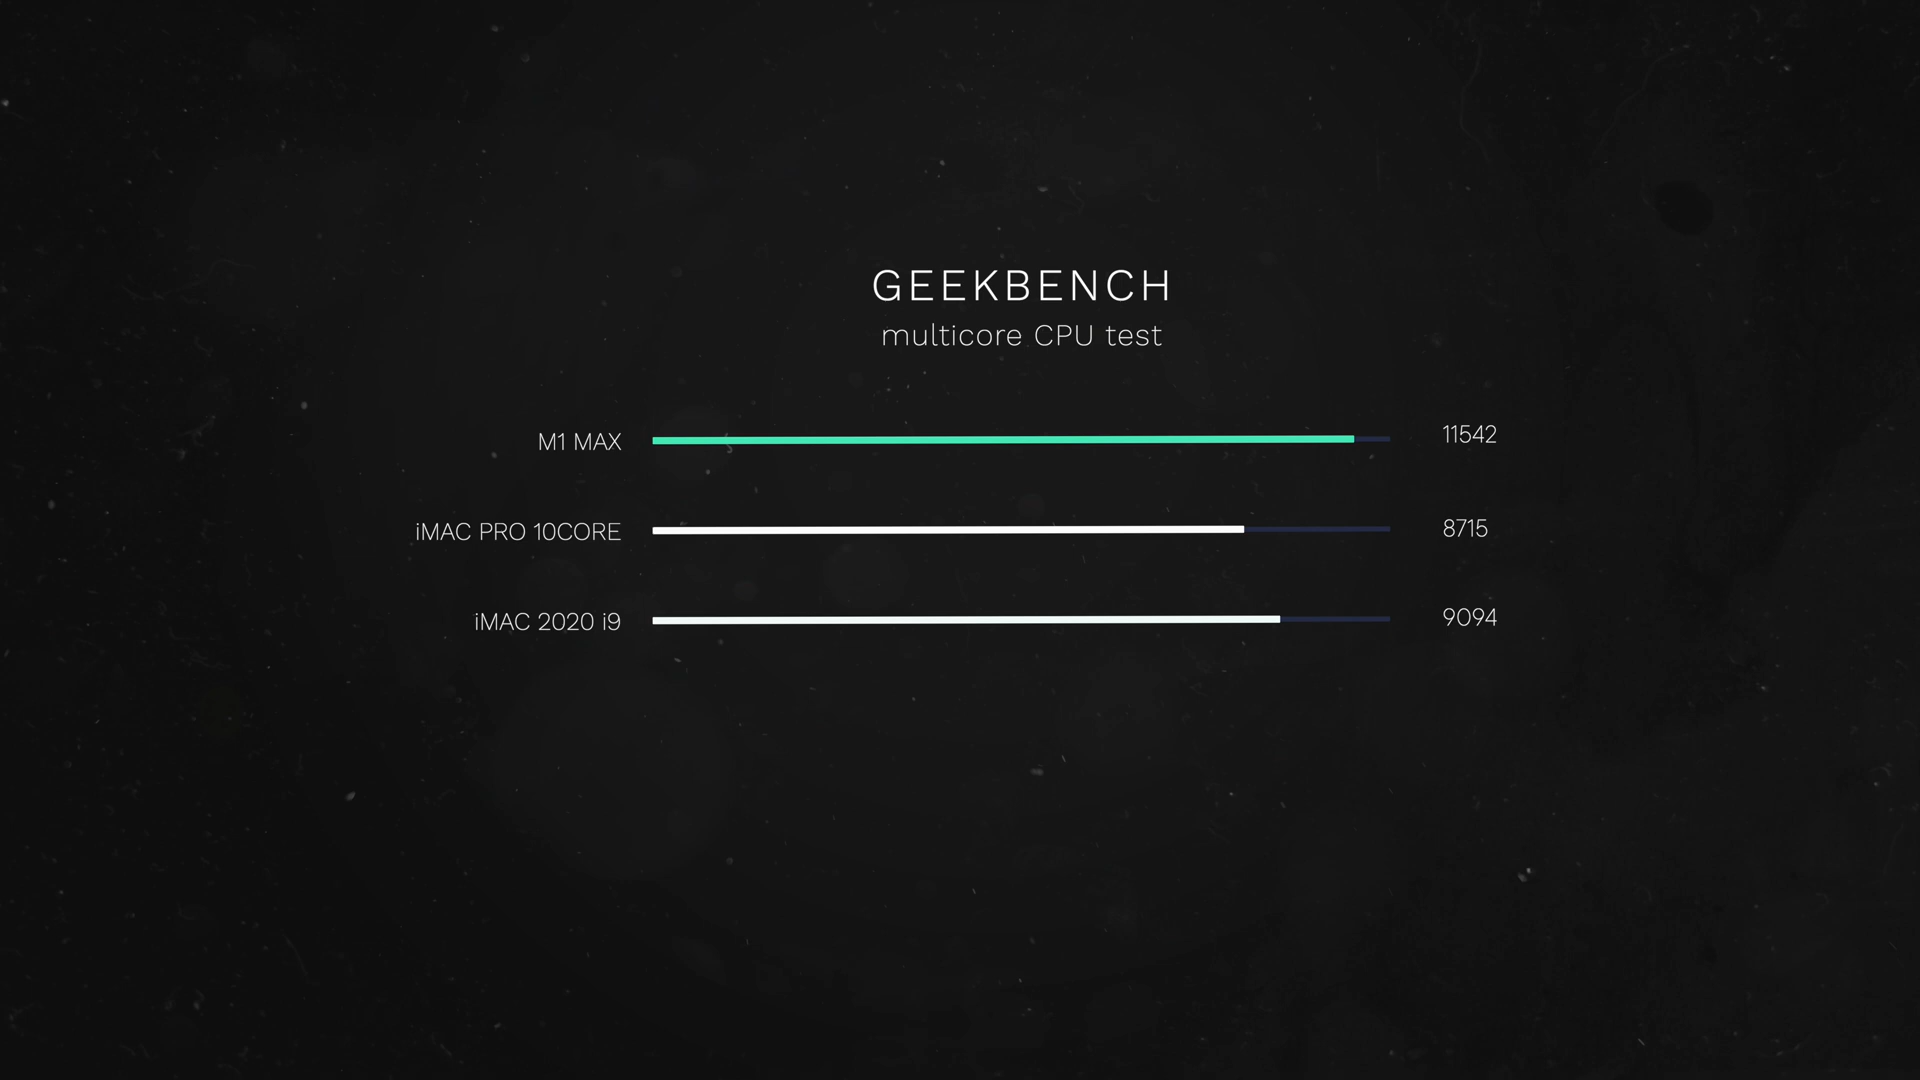 GEEKBENCH
multicore CPU test
M1 MAX 11542
iMAC PRO 10CORE 8715
iMAC 2020 i9 9094